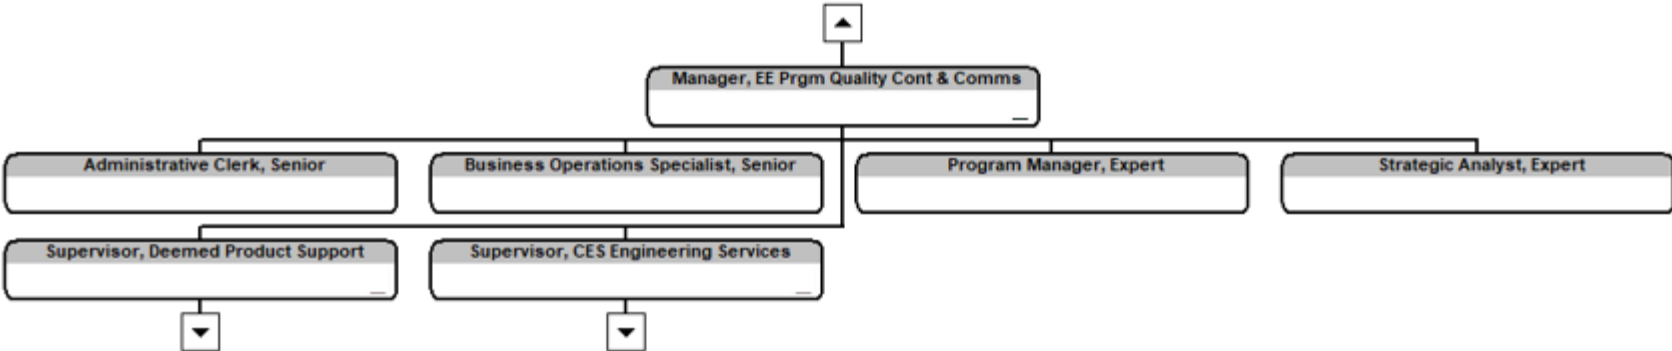 Manager, EE Prgm Quality Cont & Comms
Administrative Clerk, Senior
Business Operations Specialist, Senior
Program Manager, Expert
Strategic Analyst, Expert
Supervisor, Deemed Product Support
Supervisor, CES Engineering Services